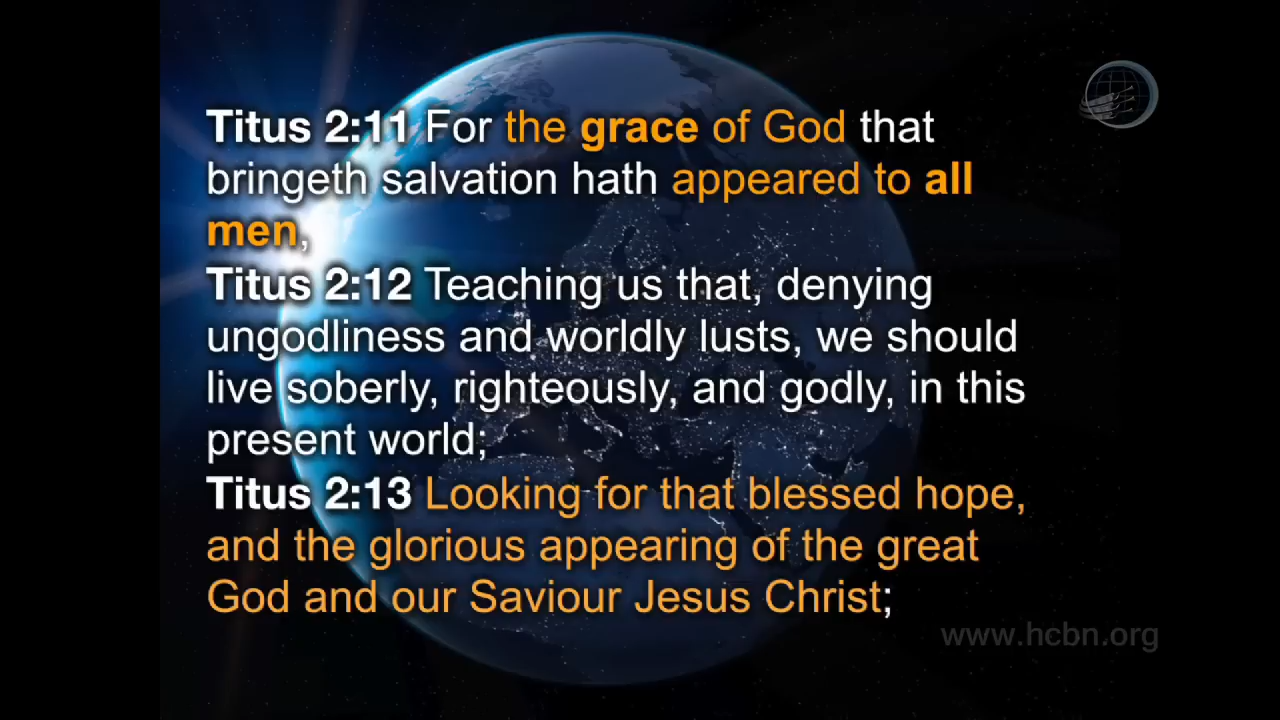 Titus 2:11 For the grace of God that
bringeth salvation hath appeared to all
men,
Titus 2:12 Teaching us that, denying
ungodliness and worldly lusts, we should
live soberly, righteously, and godly, in this
present world;
Titus 2:13 Looking for that blessed hope,
and the glorious appearing of the great
God and our Saviour Jesus Christ;
www.hcbn.org